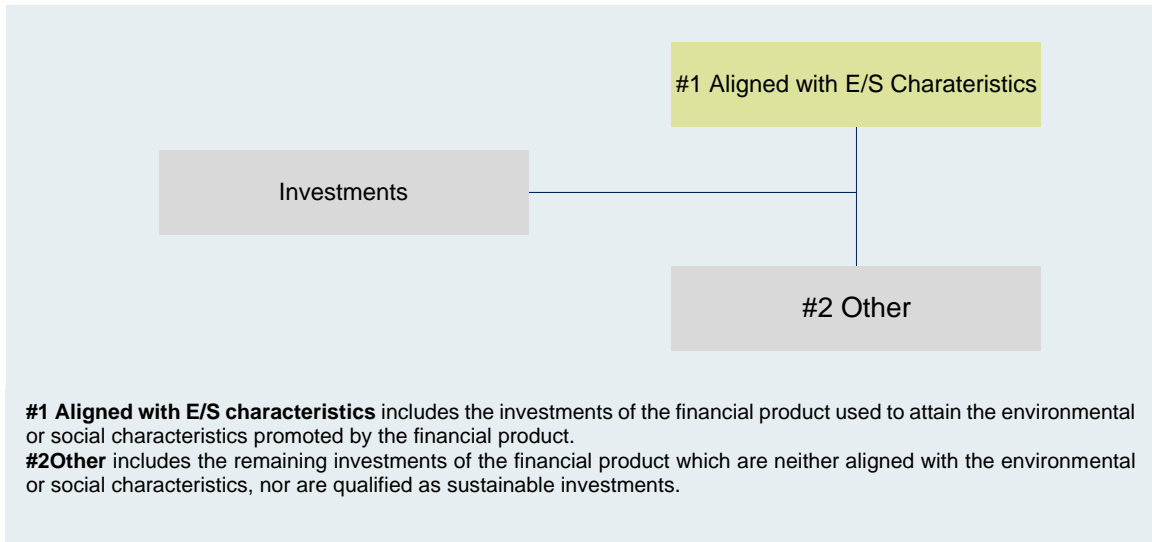 #1 Aligned with E/S Charateristics
Investments
#2 Other
#1 Aligned with E/S characteristics includes the investments of the financial product used to attain the environmental
or social characteristics promoted by the financial product.
#2Other includes the remaining investments of the financial product which are neither aligned with the environmental
or social characteristics, nor are qualified as sustainable investments.